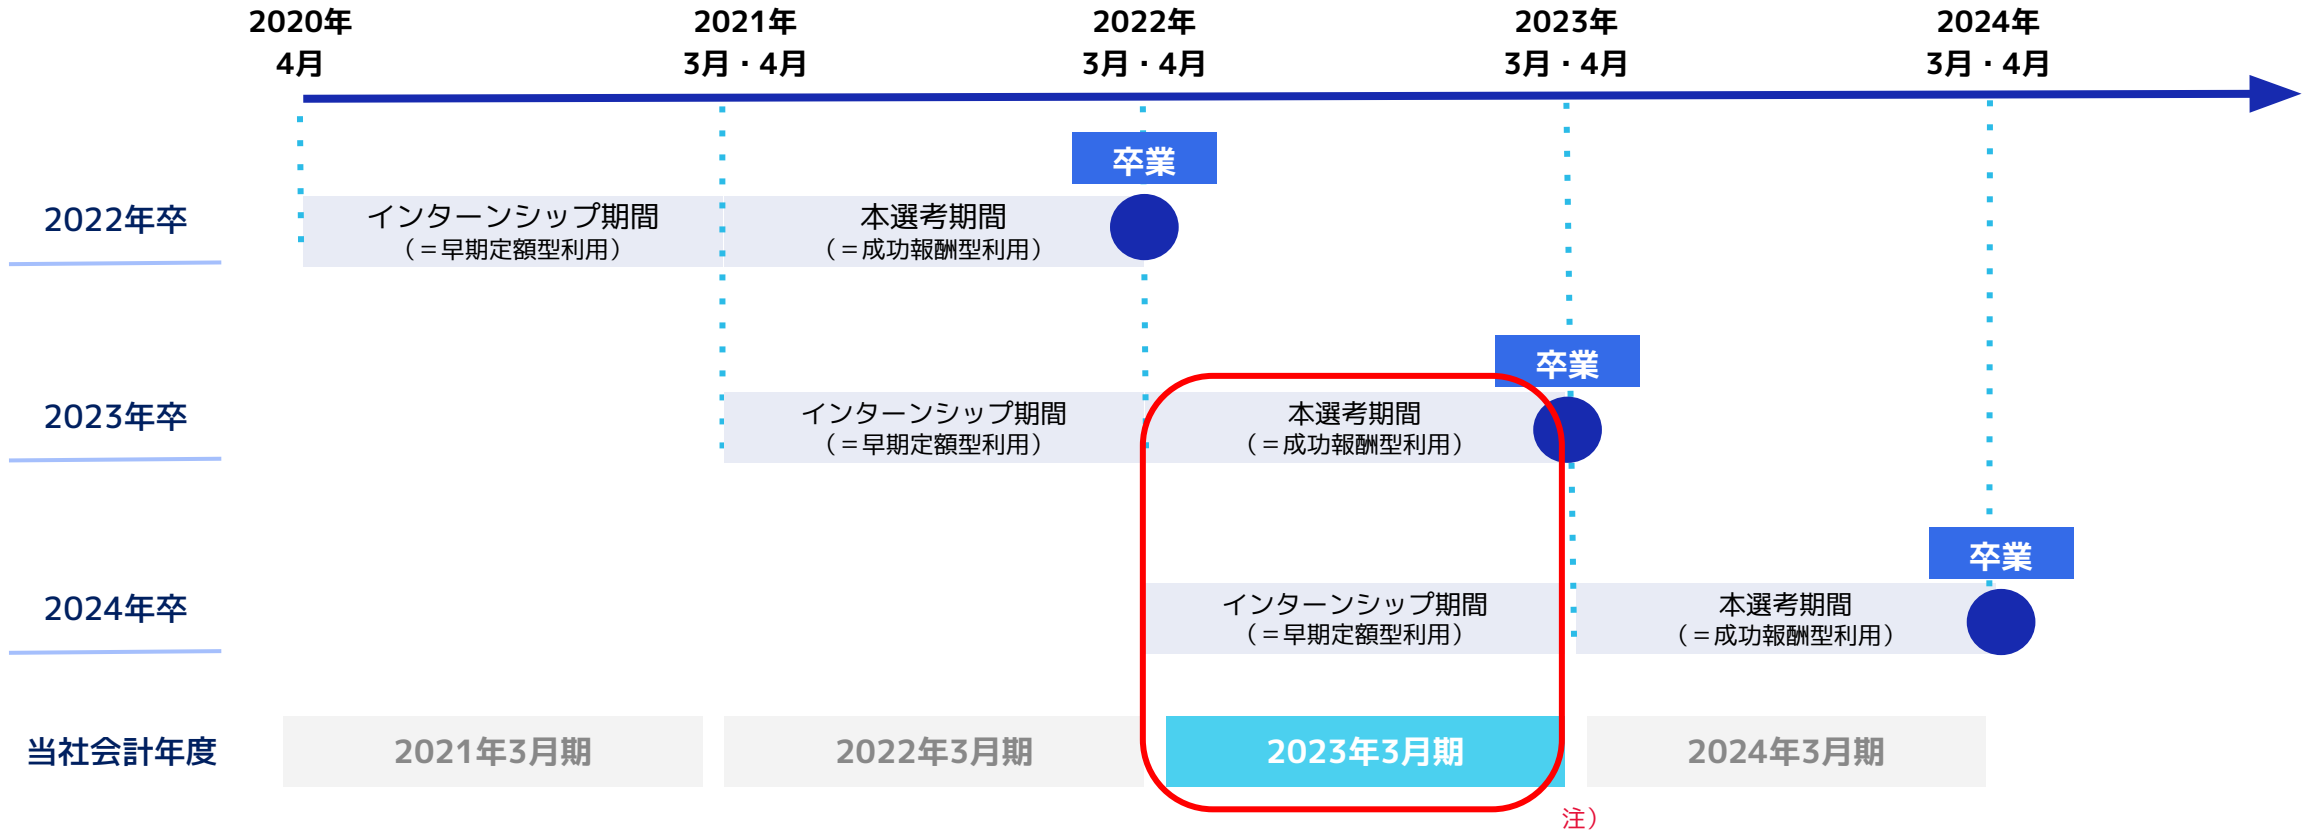 2020年
4月
2021年
3月・4月
2022年
3月・4月
2023年
3月・4月
2024年
3月・4月
卒業
2022年卒
インターンシップ期間
（＝早期定額型利用）
本選考期間
（＝成功報酬型利用）
卒業
2023年卒
インターンシップ期間
（＝早期定額型利用）
本選考期間
（＝成功報酬型利用）
卒業
2024年卒
インターンシップ期間
（＝早期定額型利用）
本選考期間
（＝成功報酬型利用）
当社会計年度
2021年3月期
2022年3月期
2023年3月期
2024年3月期
注）